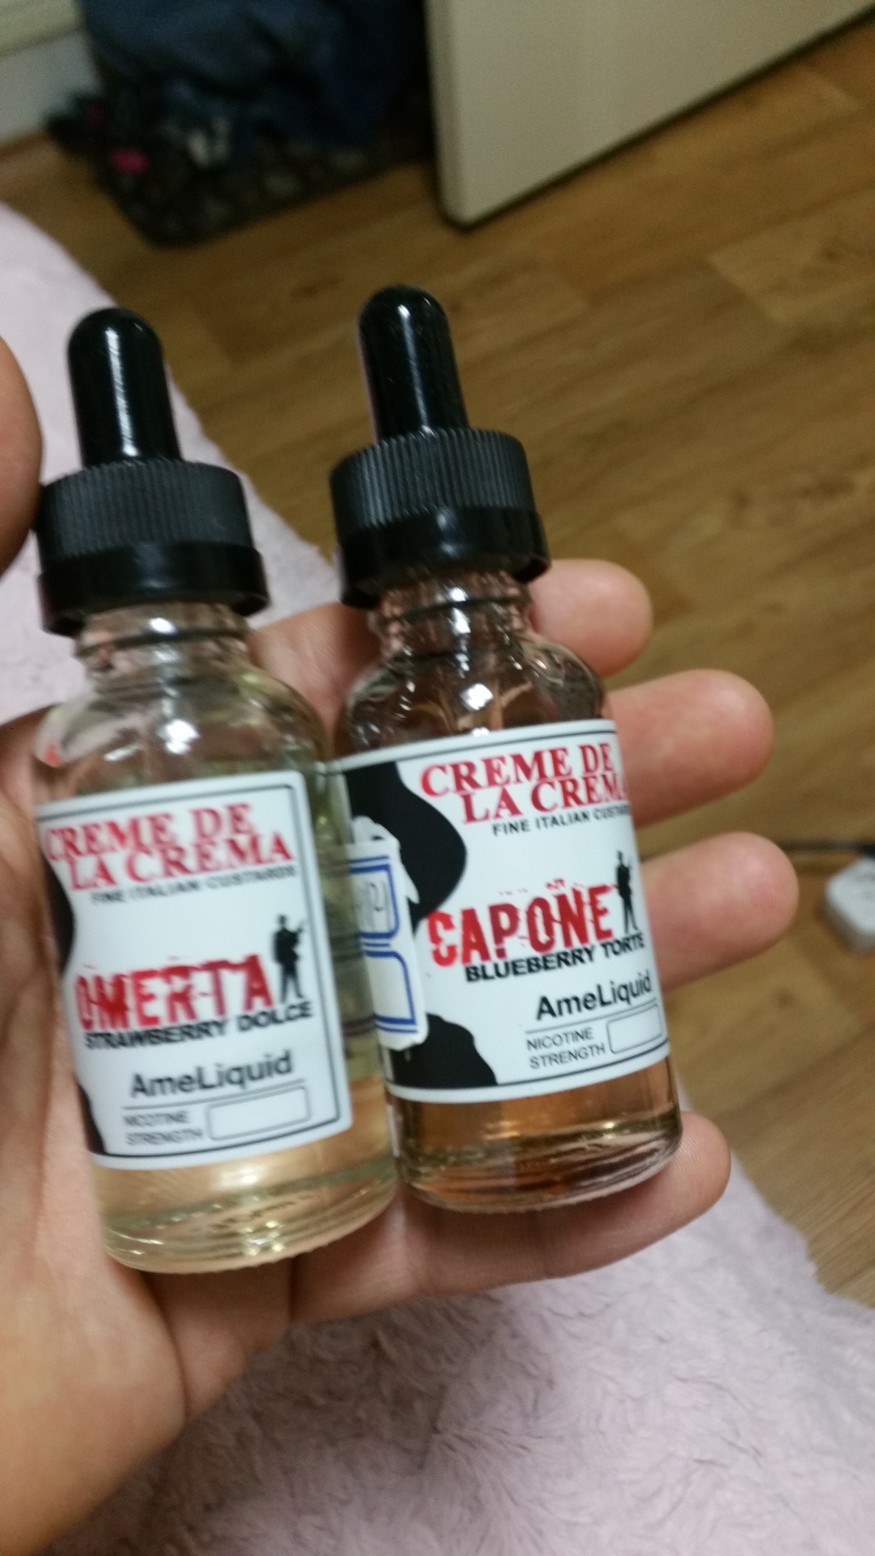 CREME DE
LA CREMA
FINE ITALIAN CUSTARDS
OMERTA
STRAWBERRY DOLCE
AmeLiquid
NICOTINE
STRENGTH
CREME DE
LA CREMA
FINE ITALIAN CUSTARDS
CAPONE
BLUEBERRY TORTE
AmeLiquid
NICOTINE
STRENGTH